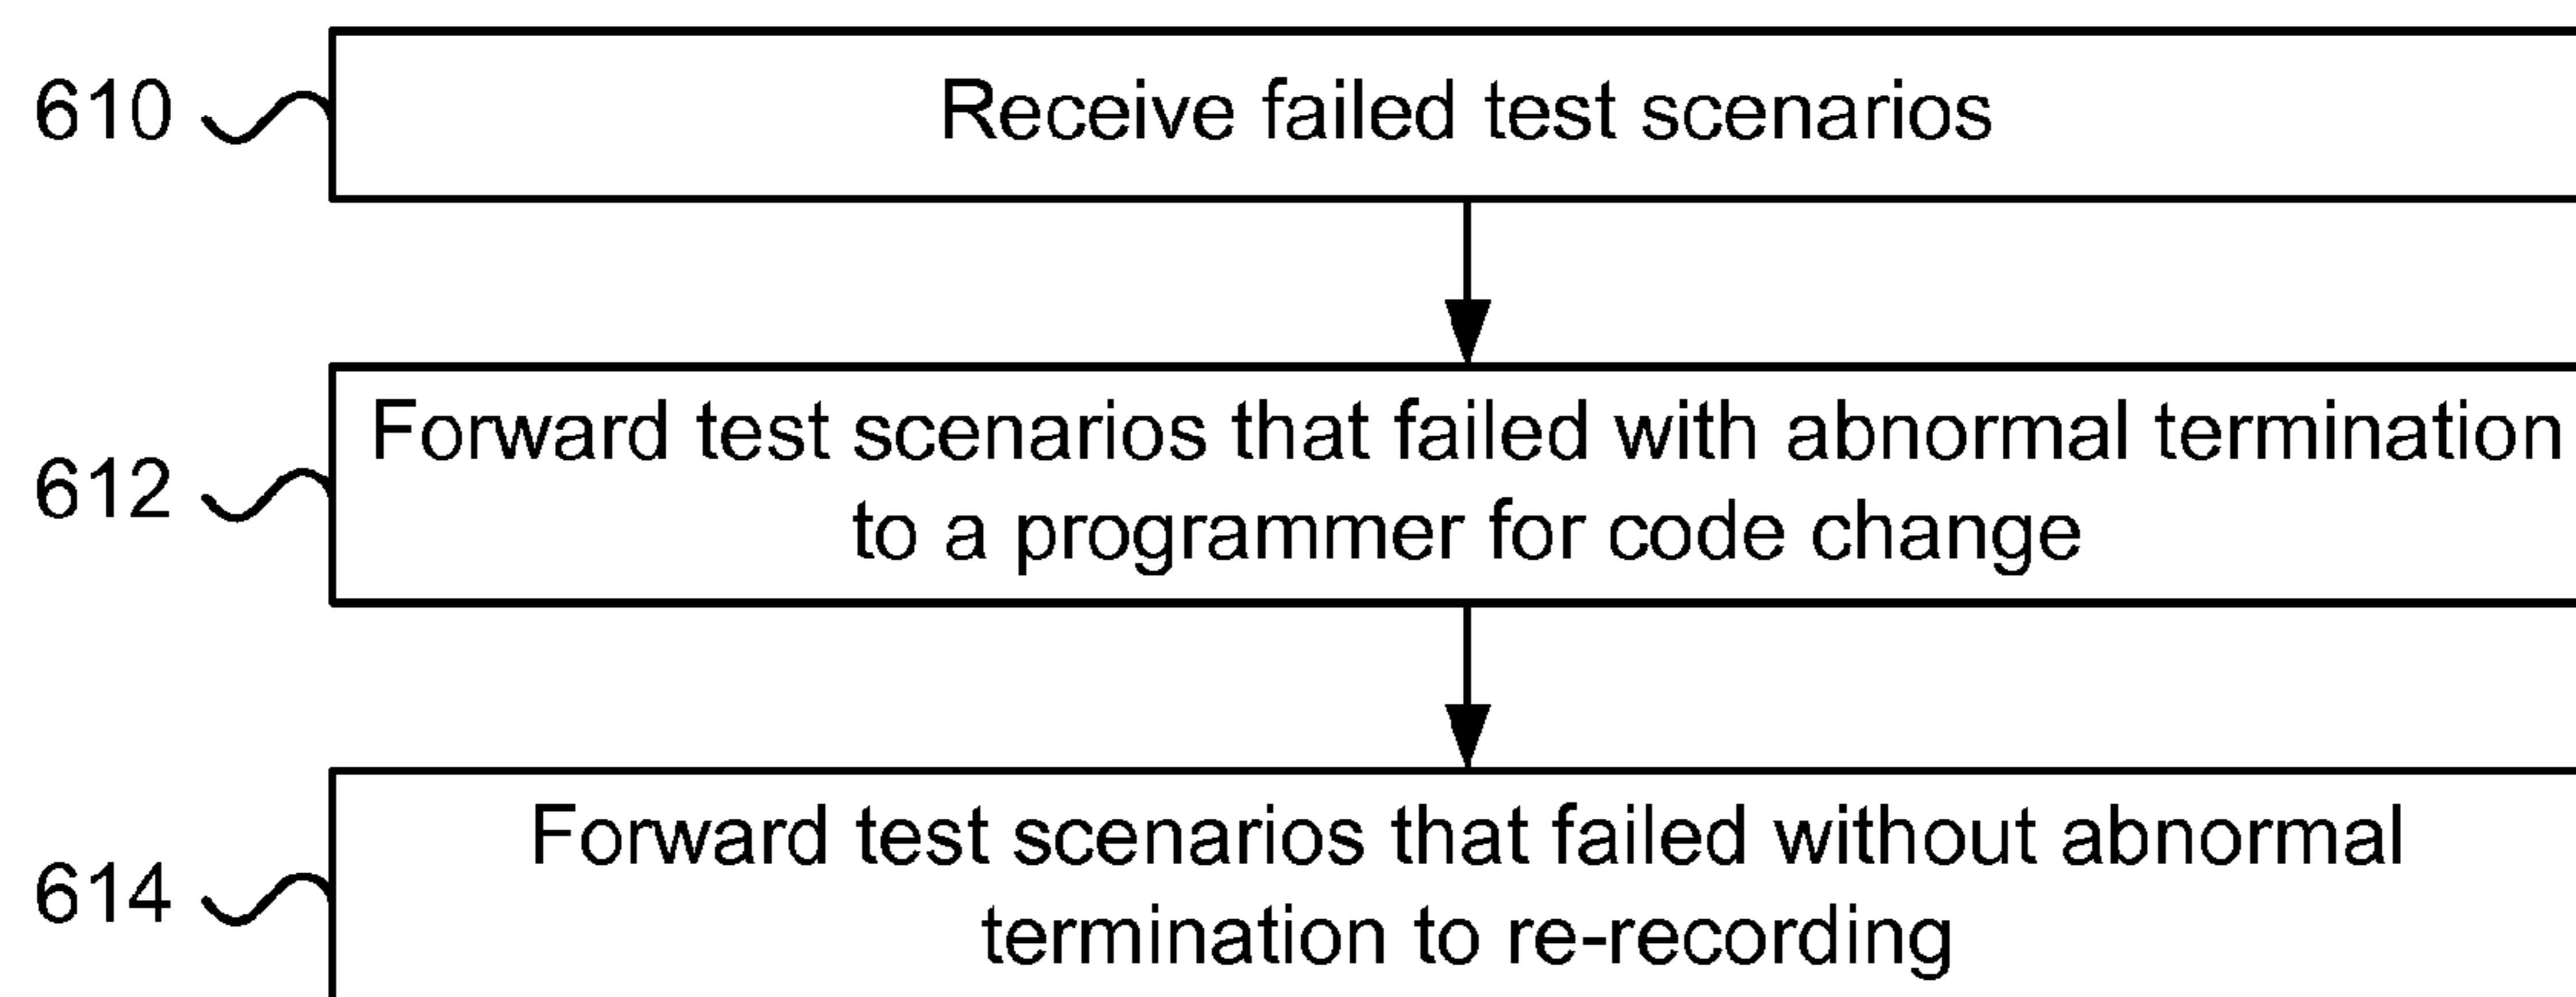 610
Receive failed test scenarios
612
Forward test scenarios that failed with abnormal termination
to a programmer for code change
614
Forward test scenarios that failed without abnormal
termination to re-recording